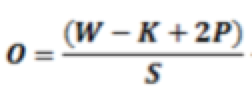 O = (W − K + 2P) / S